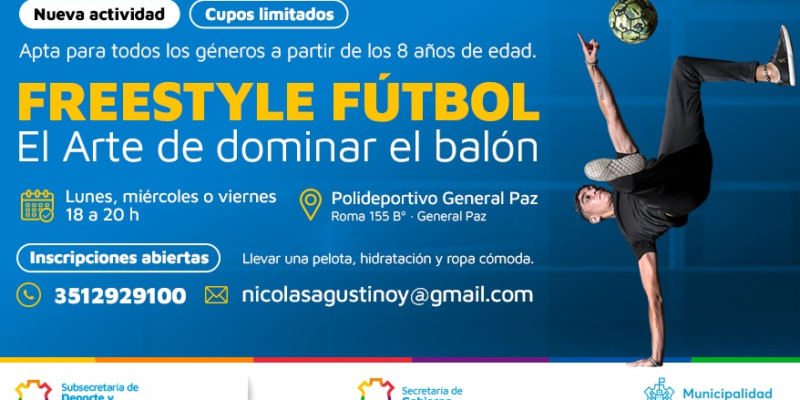 Nueva actividad
Cupos limitados
Apta para todos los géneros a partir de los 8 años de edad.
FREESTYLE FÚTBOL
El Arte de dominar el balón
Lunes, miércoles o viernes
18 a 20 h
Polideportivo General Paz
Roma 155 B° · General Paz
Inscripciones abiertas
Llevar una pelota, hidratación y ropa cómoda.
3512929100
nicolasagustinoy@gmail.com
Subsecretaría de
Deporte y
Secretaría de
Gobierno
Municipalidad